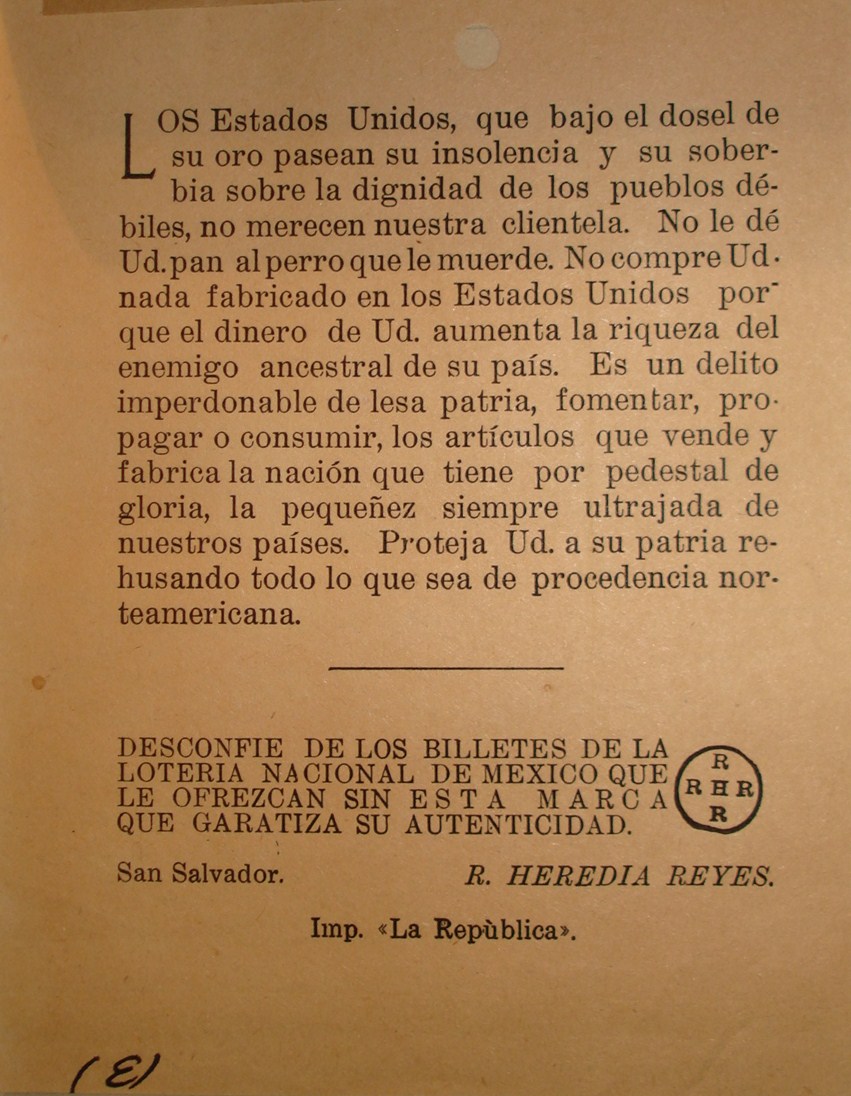 LOS Estados Unidos, que bajo el dosel de
su oro pasean su insolencia y su sober-
bia sobre la dignidad de los pueblos dé-
biles, no merecen nuestra clientela. No le dé
Ud. pan al perro que le muerde. No compre Ud.
nada fabricado en los Estados Unidos por-
que el dinero de Ud. aumenta la riqueza del
enemigo ancestral de su país. Es un delito
imperdonable de lesa patria, fomentar, pro-
pagar o consumir, los artículos que vende y
fabrica la nación que tiene por pedestal de
gloria, la pequeñez siempre ultrajada de
nuestros países. Proteja Ud. a su patria re-
husando todo lo que sea de procedencia nor-
teamericana.
DESCONFIE DE LOS BILLETES DE LA
LOTERIA NACIONAL DE MEXICO QUE
LE OFREZCAN SIN ESTA MARCA
QUE GARATIZA SU AUTENTICIDAD.
R
R H R
R
San Salvador. R. HEREDIA REYES.
Imp. «La Repùblica».
(E)